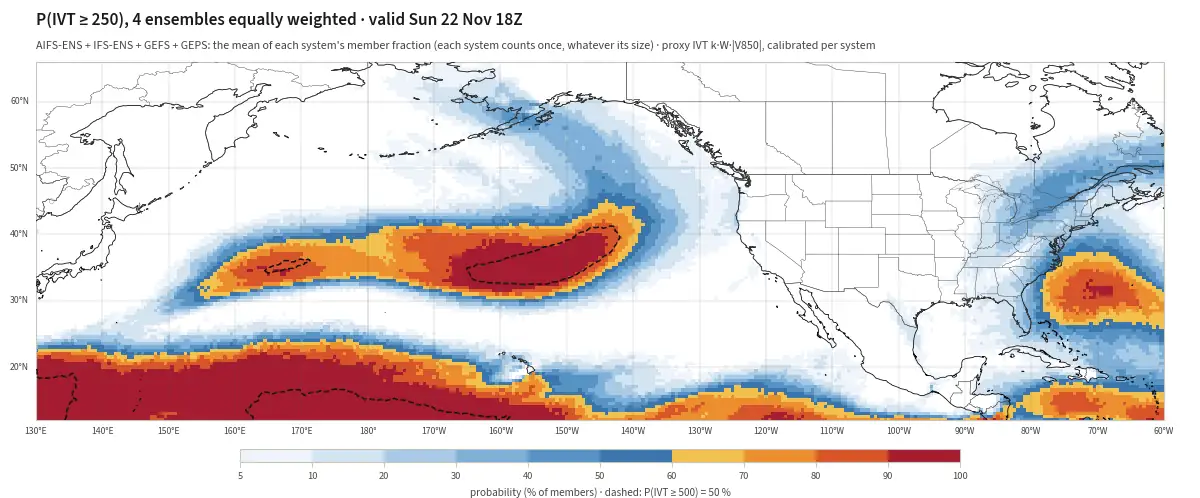 P(IVT ≥ 250), 4 ensembles equally weighted · valid Sun 22 Nov 18Z
AIFS-ENS + IFS-ENS + GEFS + GEPS: the mean of each system's member fraction (each system counts once, whatever its size) · proxy IVT k·W·|V850|, calibrated per system
60°N
50°N
40°N
30°N
20°N
130°E 140°E 150°E 160°E 170°E 180° 170°W 160°W 150°W 140°W 130°W 120°W 110°W 100°W 90°W 80°W 70°W 60°W
5 10 20 30 40 50 60 70 80 90 100
probability (% of members) · dashed: P(IVT ≥ 500) = 50 %